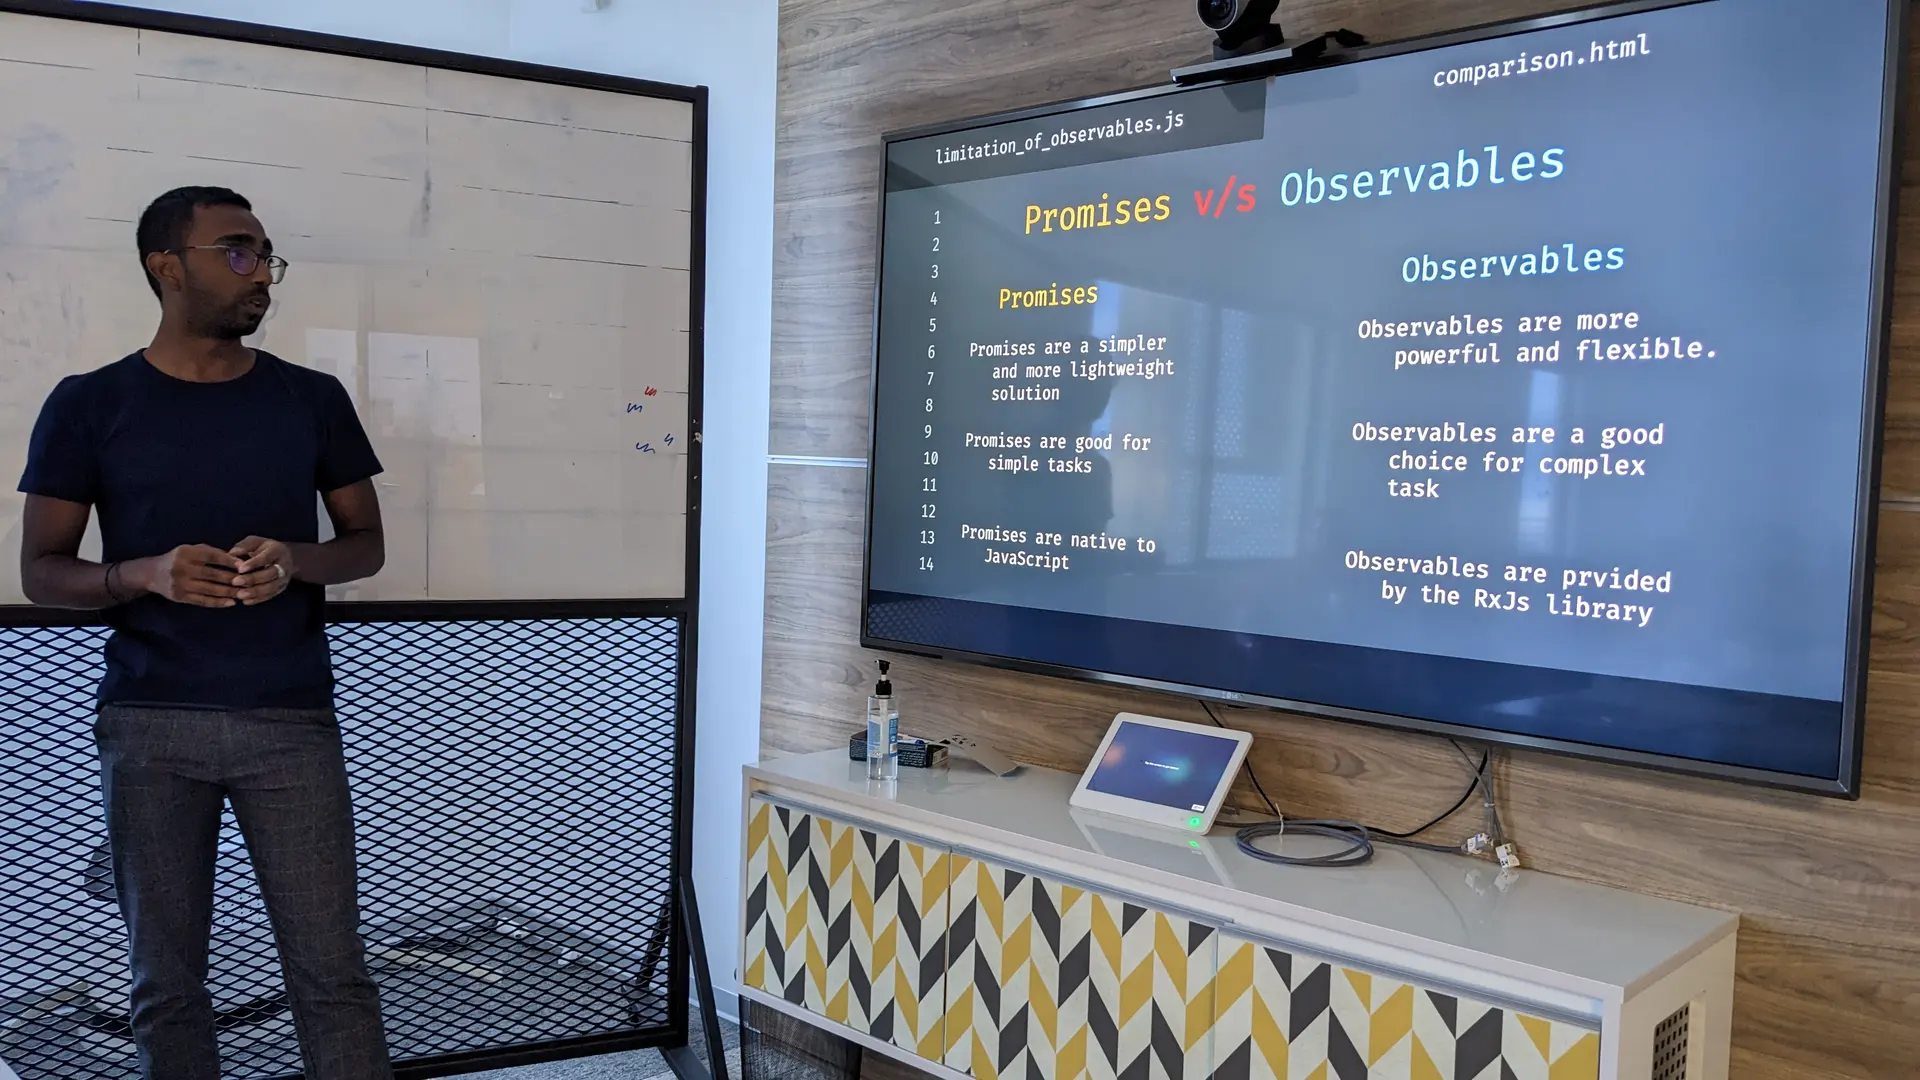 comparison.html
limitation_of_observables.js
Promises v/s Observables
1
2
3
4
5
6
7
8
9
10
11
12
13
14
Promises
Promises are a simpler
and more lightweight
solution
Promises are good for
simple tasks
Promises are native to
JavaScript
Observables
Observables are more
powerful and flexible.
Observables are a good
choice for complex
task
Observables are prvided
by the RxJs library